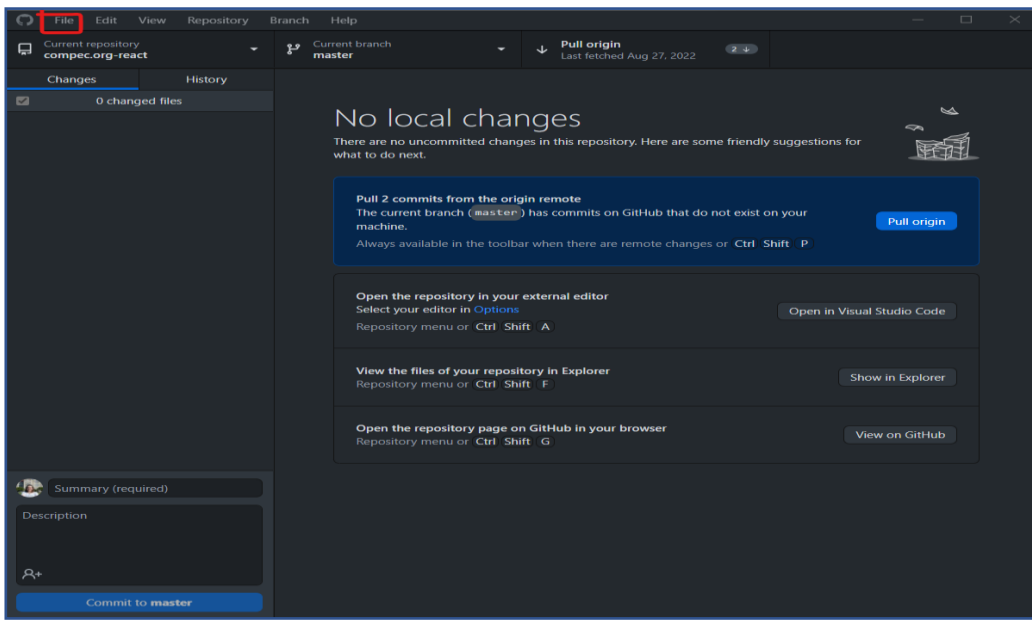 File Edit View Repository Branch Help
Current repository
compec.org-react
Current branch
master
Pull origin
Last fetched Aug 27, 2022
2 ↓
Changes History
0 changed files
No local changes
There are no uncommitted changes in this repository. Here are some friendly suggestions for
what to do next.
Pull 2 commits from the origin remote
The current branch (master) has commits on GitHub that do not exist on your
machine.
Always available in the toolbar when there are remote changes or Ctrl Shift P
Pull origin
Open the repository in your external editor
Select your editor in Options
Repository menu or Ctrl Shift A
Open in Visual Studio Code
View the files of your repository in Explorer
Repository menu or Ctrl Shift F
Show in Explorer
Open the repository page on GitHub in your browser
Repository menu or Ctrl Shift G
View on GitHub
Summary (required)
Description
Commit to master